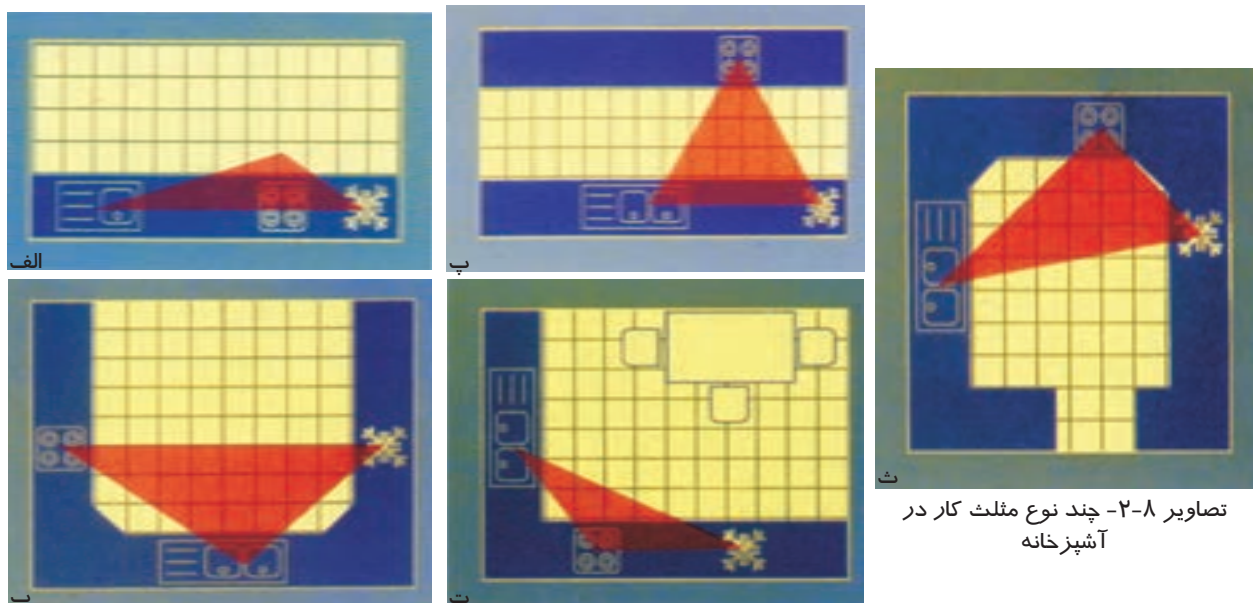 الف
پ
ب
ت
ث
تصاویر ۸-۲- چند نوع مثلث کار در
آشپزخانه